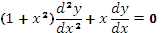 (1 + x²) d²y/dx² + x dy/dx = 0